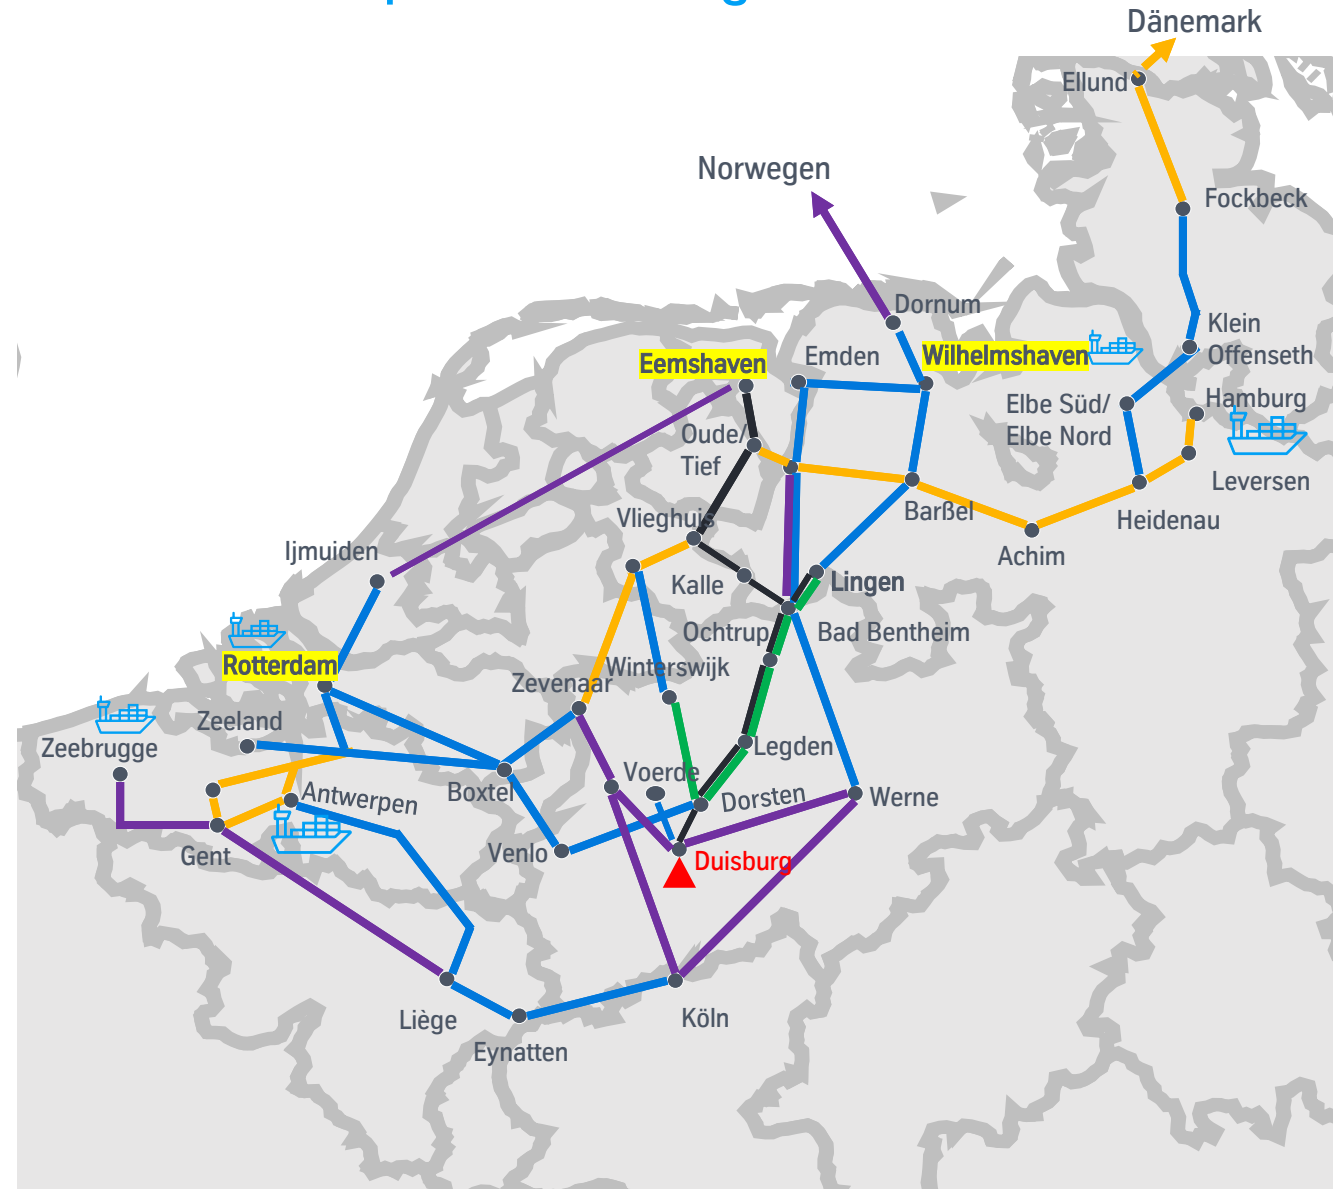 Dänemark
Ellund
Norwegen
Fockbeck
Dornum
Klein
Offenseth
Wilhelmshaven
Emden
Eemshaven
Hamburg
Elbe Süd/
Elbe Nord
Oude/
Tief
Leversen
Barßel
Heidenau
Vlieghuis
Achim
Ijmuiden
Kalle
Lingen
Ochtrup
Bad Bentheim
Rotterdam
Winterswijk
Zevenaar
Zeeland
Zeebrugge
Legden
Voerde
Boxtel
Antwerpen
Dorsten
Werne
Gent
Venlo
Duisburg
Liège
Köln
Eynatten